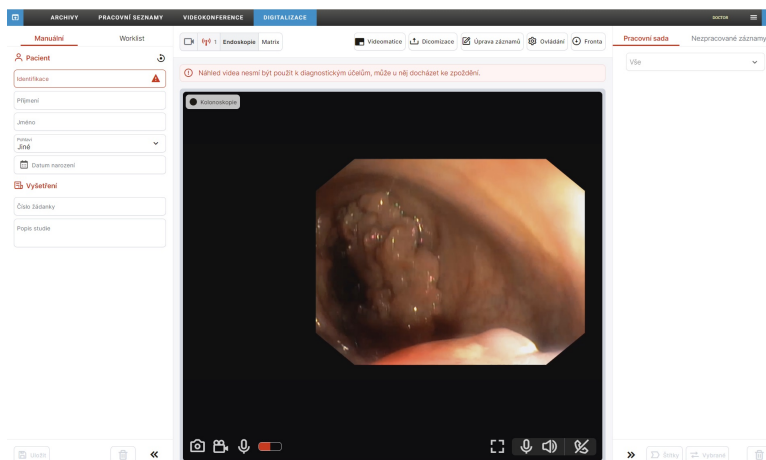 ARCHIVY PRACOVNÍ SEZNAMY VIDEOKONFERENCE DIGITALIZACE DOCTOR
Manuální Worklist
1 Endoskopie Matrix
Videomatice Dicomizace Úprava záznamů Ovládání Fronta
Pracovní sada Nezpracované záznamy
Pacient
Identifikace
Příjmení
Jméno
Pohlaví
Jiné
Datum narození
Vyšetření
Číslo žádanky
Popis studie
Náhled videa nesmí být použit k diagnostickým účelům, může u něj docházet ke zpoždění.
Kolonoskopie
Vše
Uložit
Štítky Vybrané